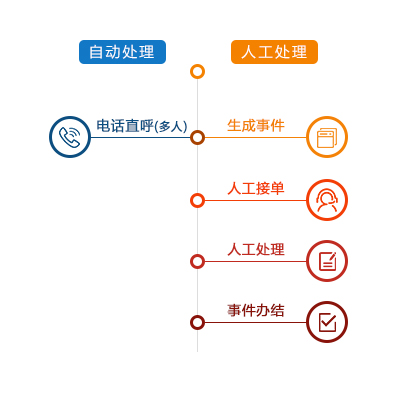 自动处理
人工处理
电话直呼(多人)
生成事件
人工接单
人工处理
事件办结